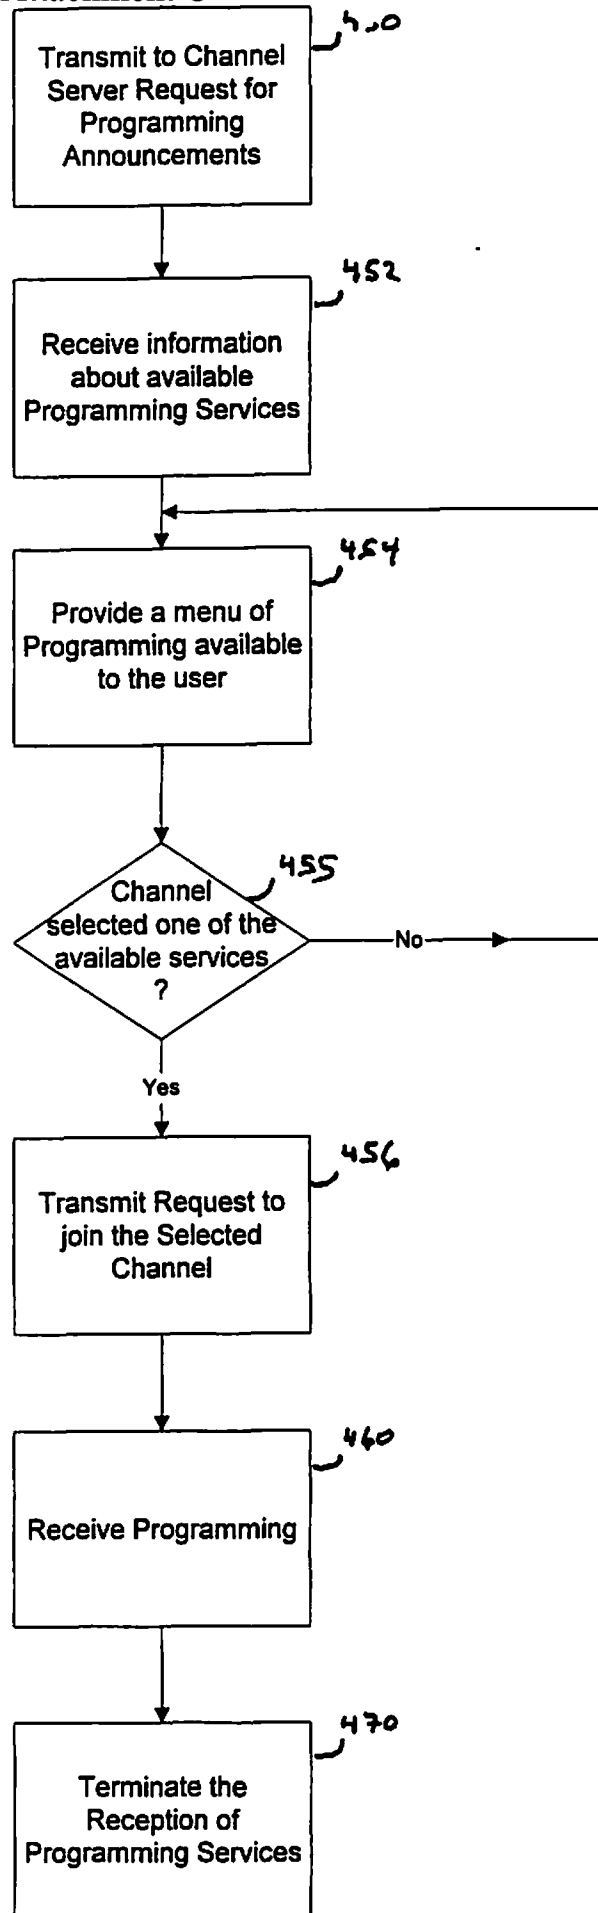 Transmit to Channel
Server Request for
Programming
Announcements
452
Receive information
about available
Programming Services
454
Provide a menu of
Programming available
to the user
455
Channel
selected one of the
available services
?
No
Yes
456
Transmit Request to
join the Selected
Channel
460
Receive Programming
470
Terminate the
Reception of
Programming Services